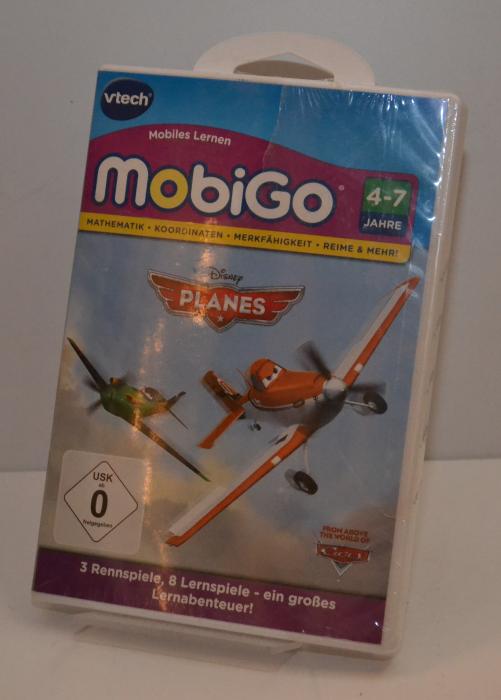 vtech
Mobiles Lernen
MobiGo®
4-7
JAHRE
MATHEMATIK • KOORDINATEN • MERKFÄHIGKEIT • REIME & MEHR!
Disney
PLANES
USK
ab
0
freigegeben
FROM ABOVE
THE WORLD OF
Cars
3 Rennspiele, 8 Lernspiele - ein großes
Lernabenteuer!